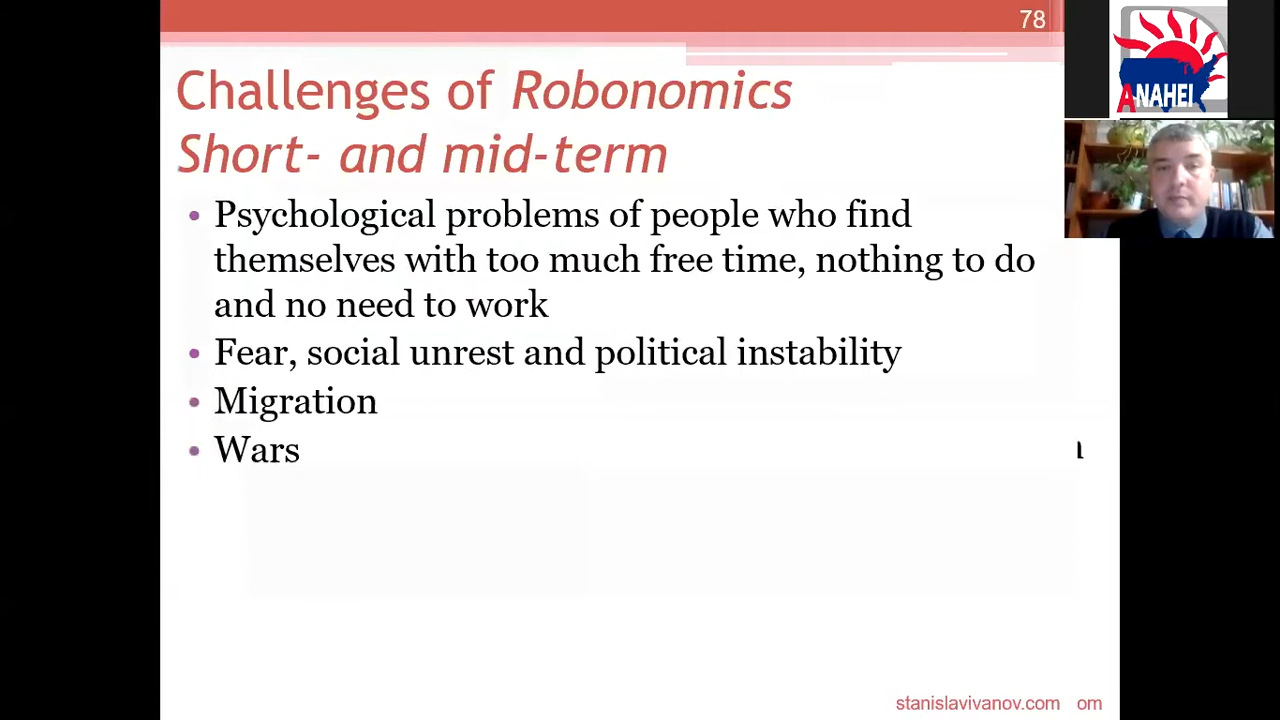 78
Challenges of Robonomics
Short- and mid-term
• Psychological problems of people who find
themselves with too much free time, nothing to do
and no need to work
• Fear, social unrest and political instability
• Migration
• Wars
stanislavivanov.com om
ANAHEI